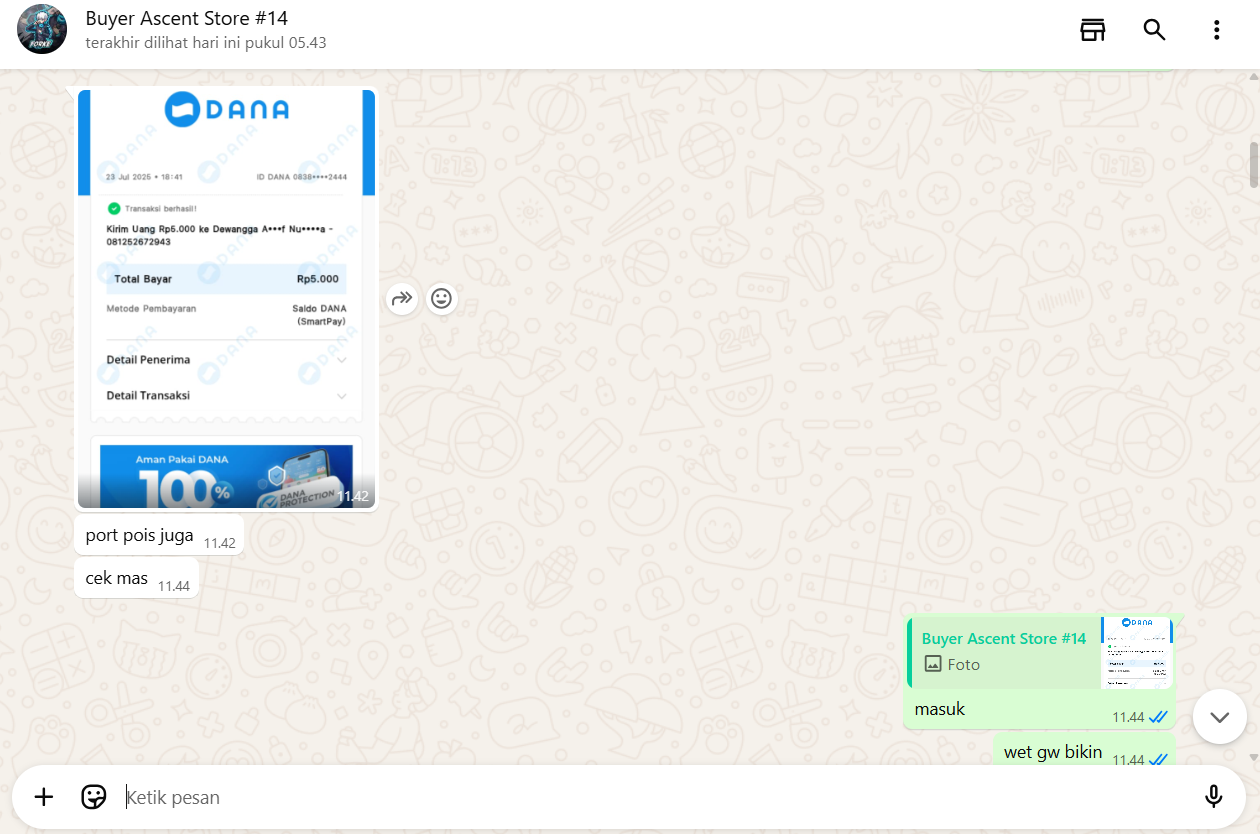 Buyer Ascent Store #14
terakhir dilihat hari ini pukul 05.43
DANA
23 Jul 2025 • 18:41
ID DANA 0838••••2444
Transaksi berhasil!
Kirim Uang Rp5.000 ke Dewangga A•••f Nu••••a -
081252672943
Total Bayar Rp5.000
Metode Pembayaran Saldo DANA
(SmartPay)
Detail Penerima
Detail Transaksi
Aman Pakai DANA
100%
DANA
PROTECTION
11.42
port pois juga 11.42
cek mas 11.44
Buyer Ascent Store #14
Foto
DANA
masuk 11.44
wet gw bikin 11.44
Ketik pesan